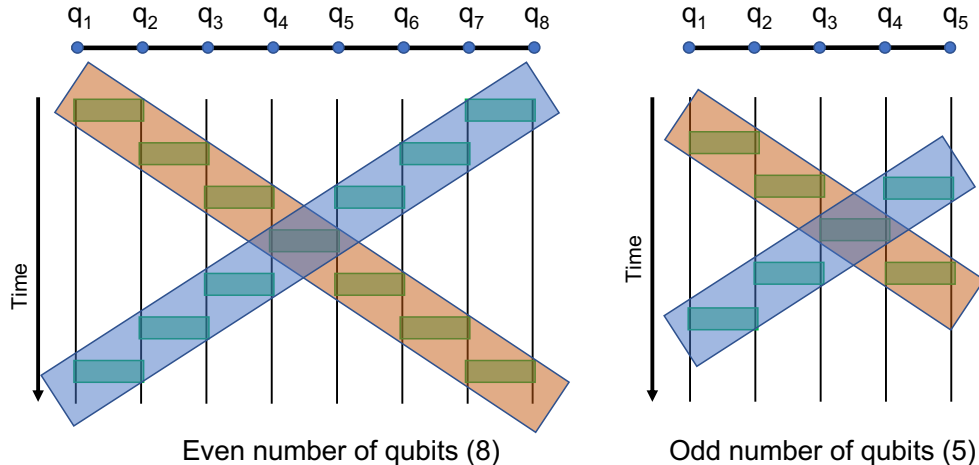 q1 q2 q3 q4 q5 q6 q7 q8
q1 q2 q3 q4 q5
Time
Time
Even number of qubits (8)
Odd number of qubits (5)